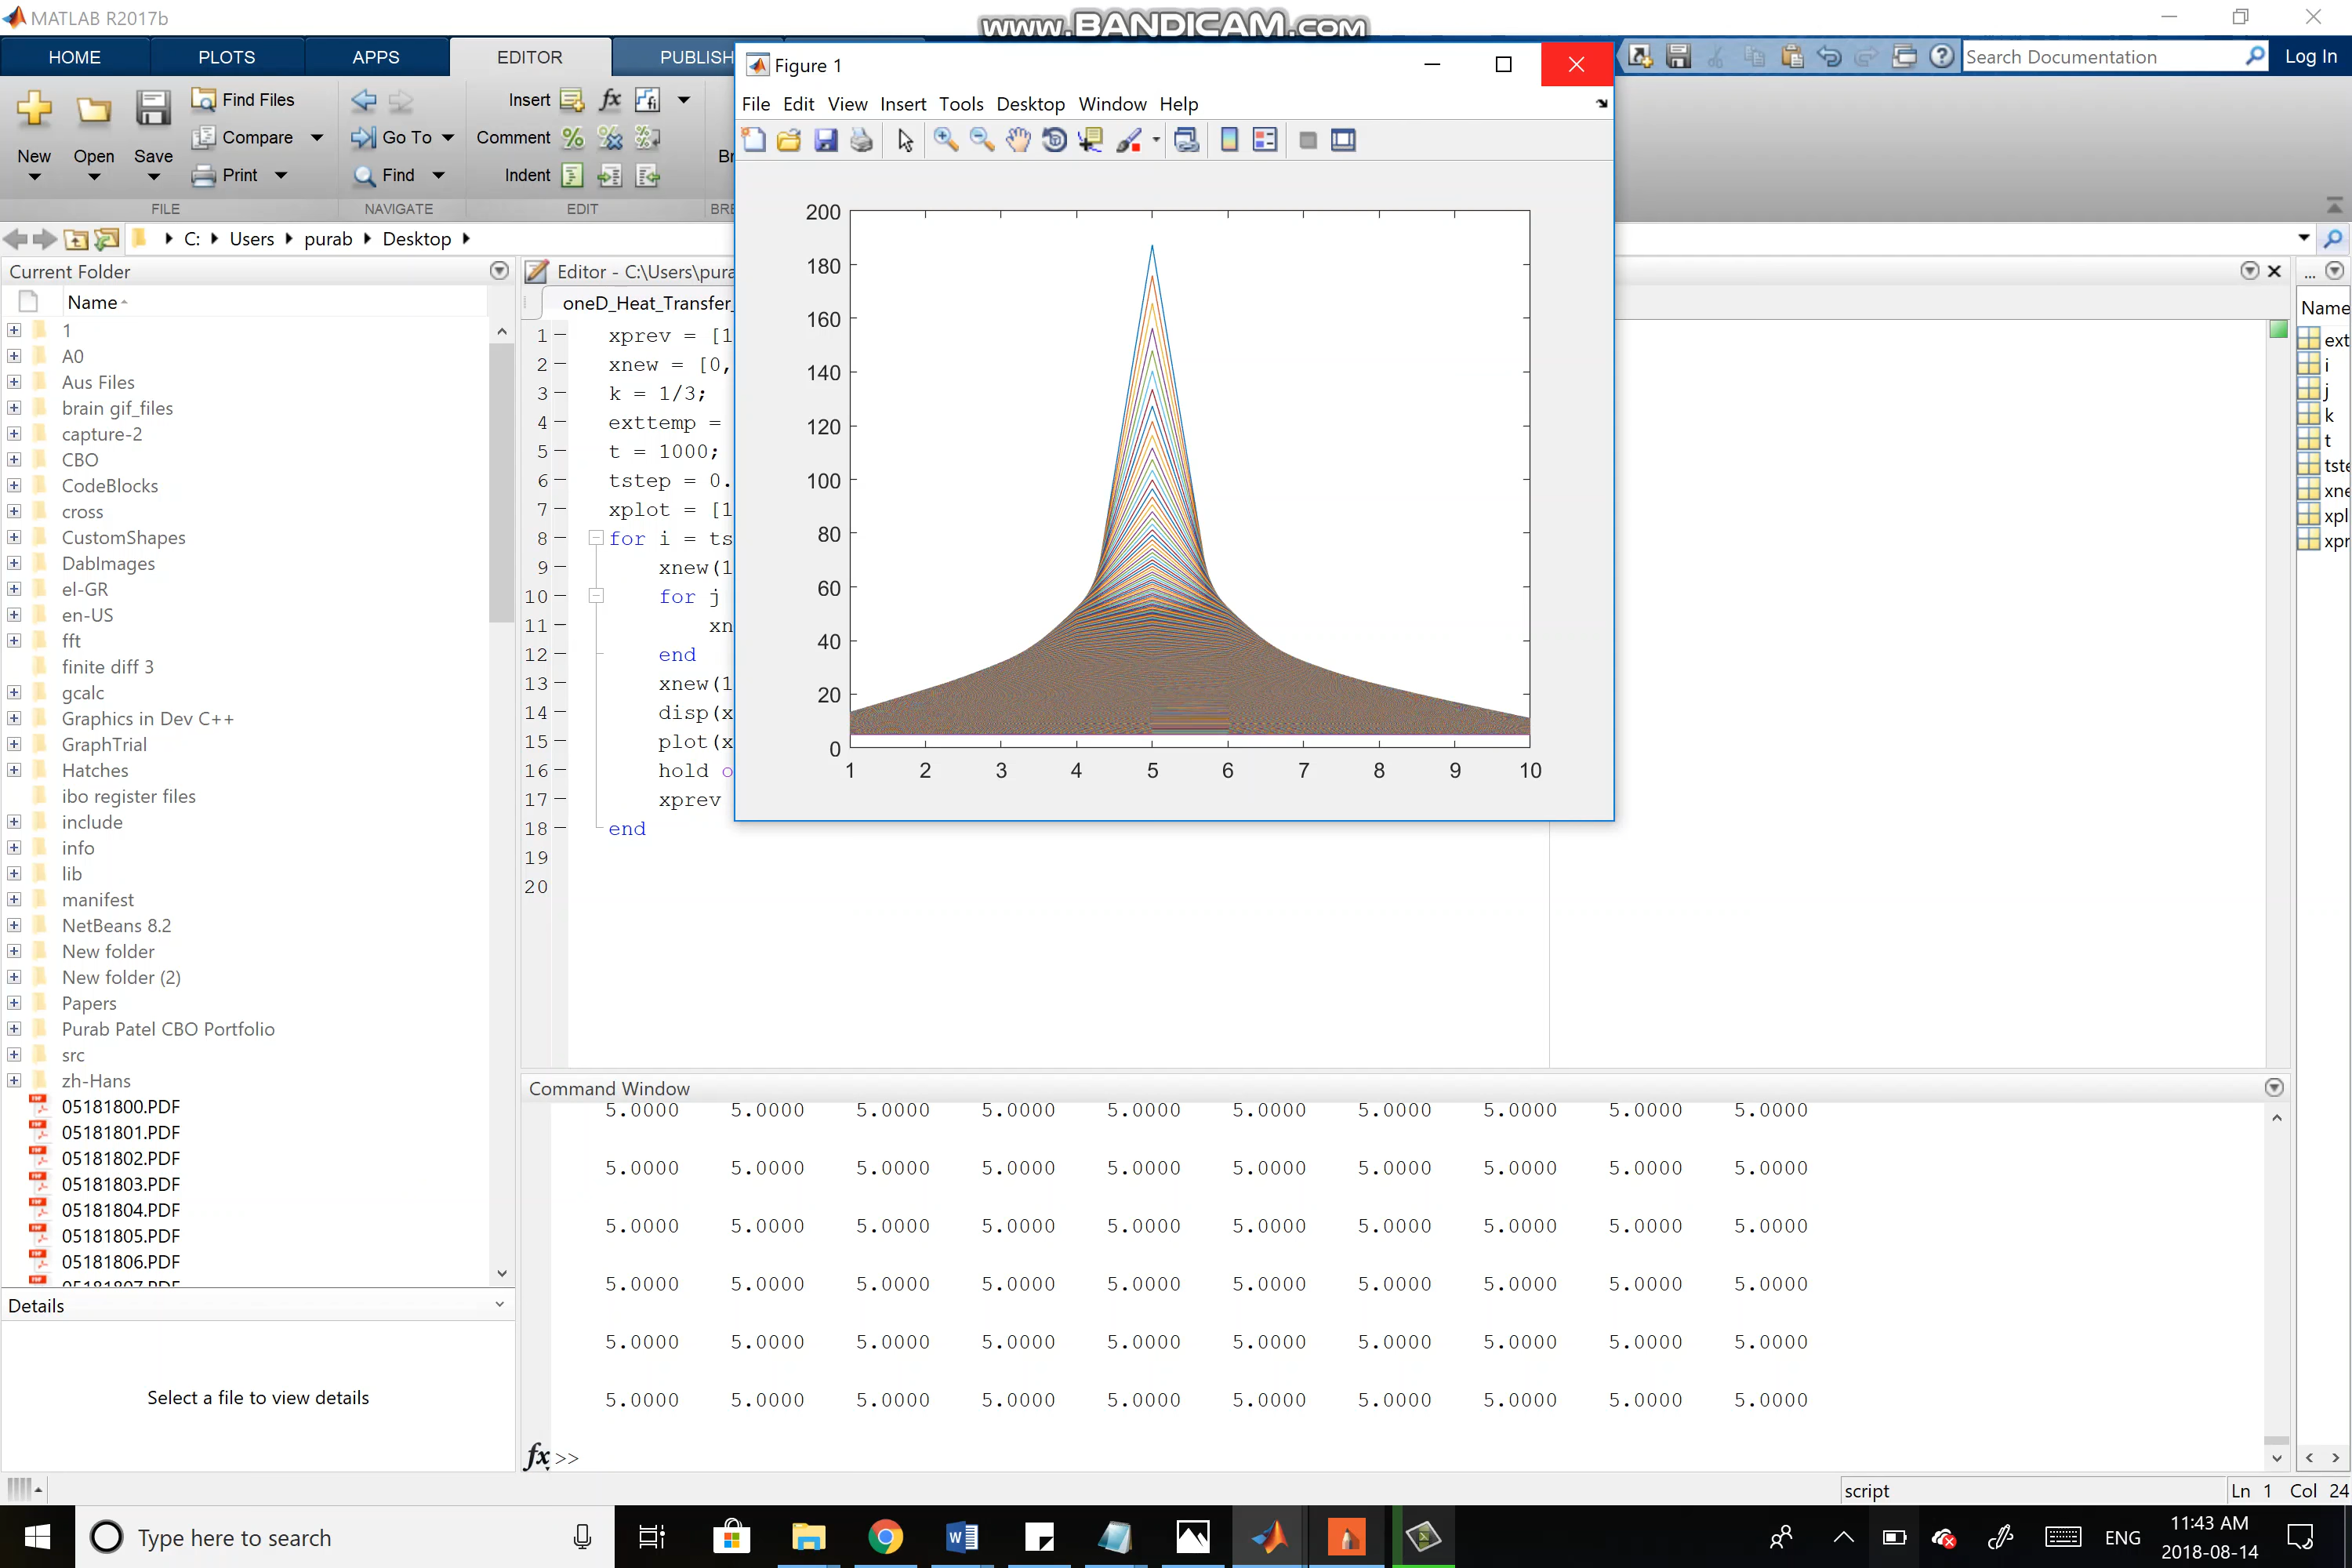 MATLAB R2017b
www.BANDICAM.com
HOME PLOTS APPS EDITOR PUBLISH
Search Documentation Log In
Figure 1
File Edit View Insert Tools Desktop Window Help
New Open Save
Find Files
Compare
Print
Go To
Find
Insert
Comment
Indent
FILE NAVIGATE EDIT
C: Users purab Desktop
Current Folder
Name
1
A0
Aus Files
brain gif_files
capture-2
CBO
CodeBlocks
cross
CustomShapes
DabImages
el-GR
en-US
fft
finite diff 3
gcalc
Graphics in Dev C++
GraphTrial
Hatches
ibo register files
include
info
lib
manifest
NetBeans 8.2
New folder
New folder (2)
Papers
Purab Patel CBO Portfolio
src
zh-Hans
05181800.PDF
05181801.PDF
05181802.PDF
05181803.PDF
05181804.PDF
05181805.PDF
05181806.PDF
Details
Select a file to view details
Editor - C:\Users\pura
oneD_Heat_Transfer_
1 xprev = [1
2 xnew = [0,
3 k = 1/3;
4 exttemp =
5 t = 1000;
6 tstep = 0.
7 xplot = [1
8 for i = ts
9 xnew(1
10 for j
11 xn
12 end
13 xnew(1
14 disp(x
15 plot(x
16 hold o
17 xprev
18 end
19
20
200
180
160
140
120
100
80
60
40
20
0
1 2 3 4 5 6 7 8 9 10
...
Name
ext
i
j
k
t
tste
xne
xpl
xpr
Command Window
5.0000 5.0000 5.0000 5.0000 5.0000 5.0000 5.0000 5.0000 5.0000 5.0000
5.0000 5.0000 5.0000 5.0000 5.0000 5.0000 5.0000 5.0000 5.0000 5.0000
5.0000 5.0000 5.0000 5.0000 5.0000 5.0000 5.0000 5.0000 5.0000 5.0000
5.0000 5.0000 5.0000 5.0000 5.0000 5.0000 5.0000 5.0000 5.0000 5.0000
5.0000 5.0000 5.0000 5.0000 5.0000 5.0000 5.0000 5.0000 5.0000 5.0000
5.0000 5.0000 5.0000 5.0000 5.0000 5.0000 5.0000 5.0000 5.0000 5.0000
fx >>
script Ln 1 Col 24
Type here to search
ENG
11:43 AM
2018-08-14